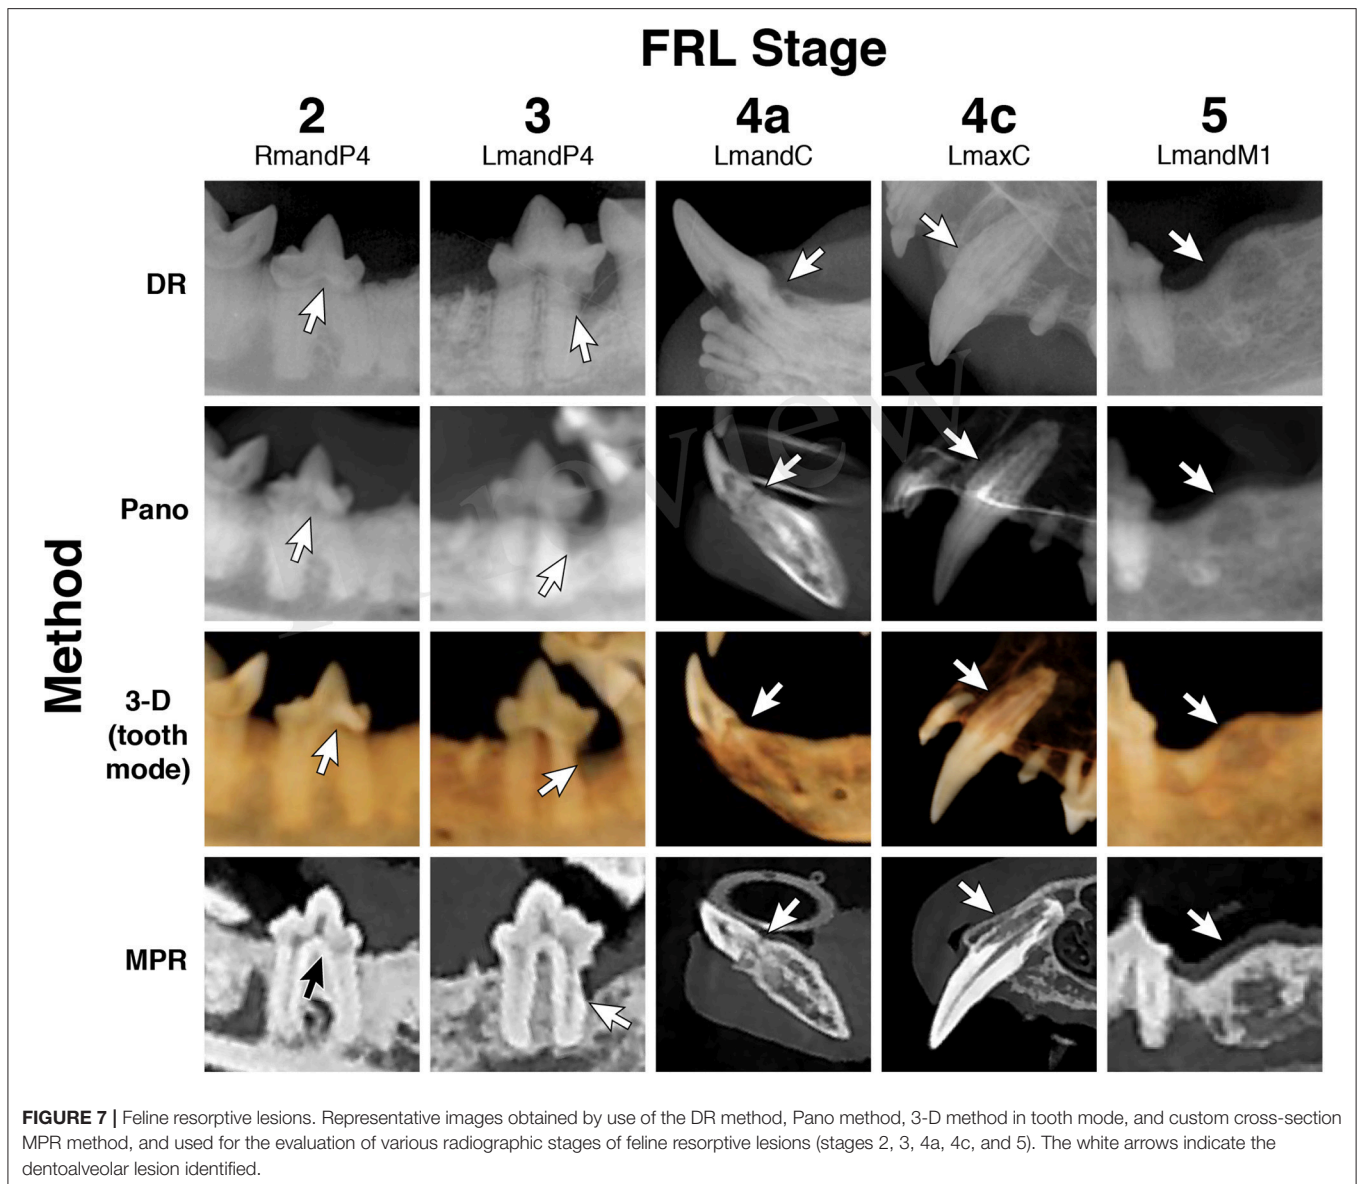 FRL Stage
2 3 4a 4c 5
RmandP4 LmandP4 LmandC LmaxC LmandM1
DR
Pano
Method
3-D
(tooth
mode)
MPR
FIGURE 7 | Feline resorptive lesions. Representative images obtained by use of the DR method, Pano method, 3-D method in tooth mode, and custom cross-section
MPR method, and used for the evaluation of various radiographic stages of feline resorptive lesions (stages 2, 3, 4a, 4c, and 5). The white arrows indicate the
dentoalveolar lesion identified.